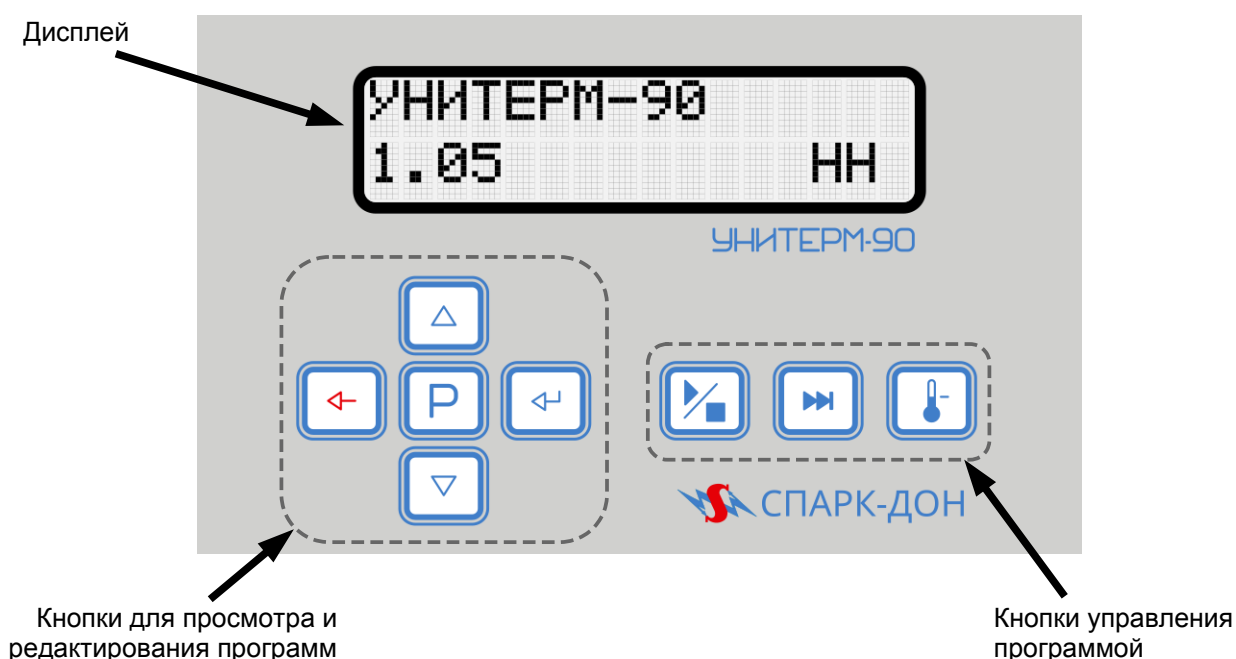 Дисплей
УНИТЕРМ-90
1.05 НН
УНИТЕРМ-90
P
СПАРК-ДОН
Кнопки для просмотра и
редактирования программ
Кнопки управления
программой